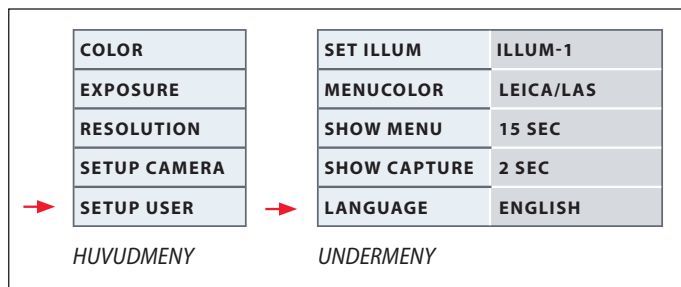 COLOR
EXPOSURE
RESOLUTION
SETUP CAMERA
SETUP USER
HUVUDMENY
SET ILLUM ILLUM-1
MENUCOLOR LEICA/LAS
SHOW MENU 15 SEC
SHOW CAPTURE 2 SEC
LANGUAGE ENGLISH
UNDERMENY